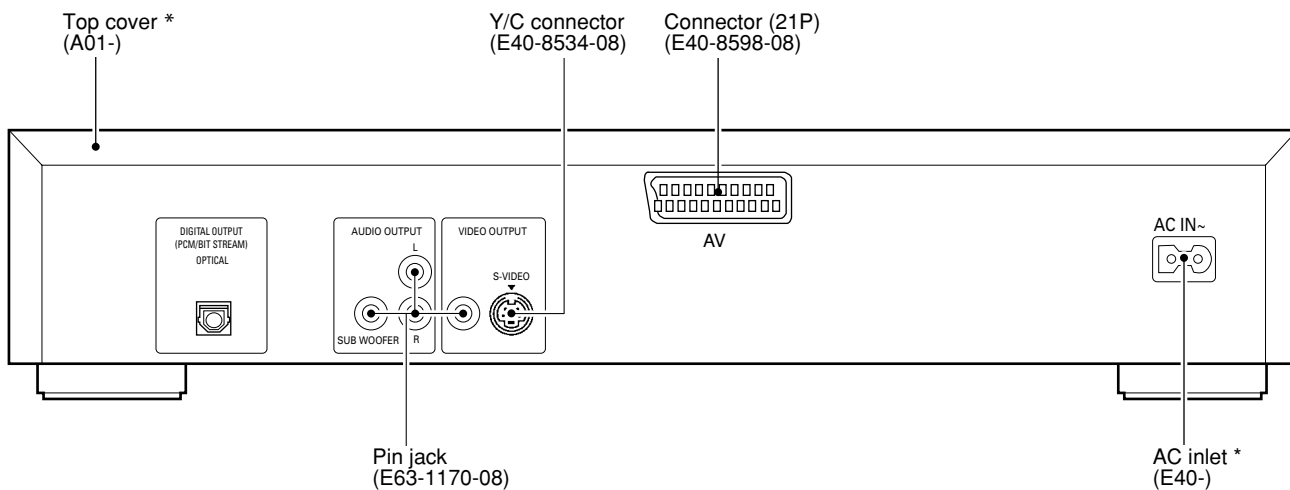 Top cover *
(A01-)
Y/C connector
(E40-8534-08)
Connector (21P)
(E40-8598-08)
DIGITAL OUTPUT
(PCM/BIT STREAM)
OPTICAL
AUDIO OUTPUT
L
SUB WOOFER
R
VIDEO OUTPUT
S-VIDEO
AV
AC IN~
Pin jack
(E63-1170-08)
AC inlet *
(E40-)